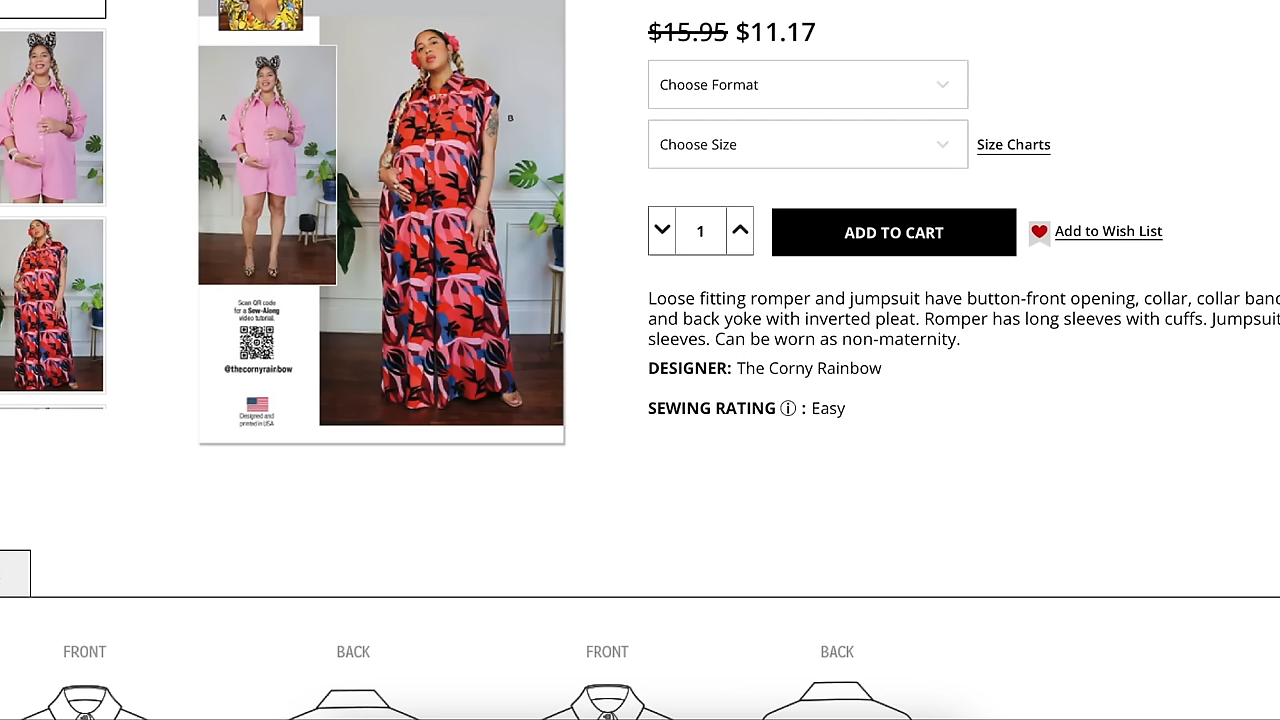 $15.95 $11.17
Choose Format
Choose Size
Size Charts
1
ADD TO CART
Add to Wish List
Loose fitting romper and jumpsuit have button-front opening, collar, collar band
and back yoke with inverted pleat. Romper has long sleeves with cuffs. Jumpsuit
sleeves. Can be worn as non-maternity.
DESIGNER: The Corny Rainbow
SEWING RATING ⓘ : Easy
A
B
Scan QR code
for a Sew-Along
video tutorial.
@thecornyrainbow
Designed and
printed in USA
FRONT
BACK
FRONT
BACK